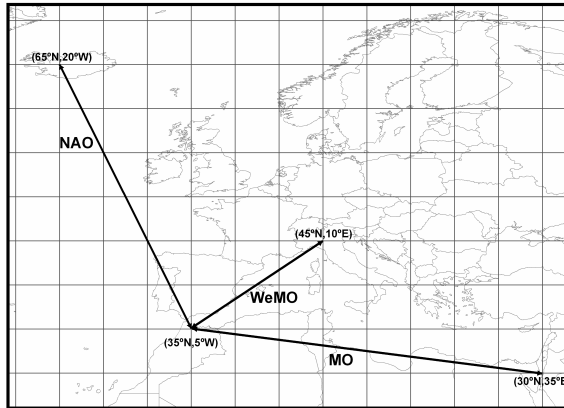 (65ºN,20ºW)
NAO
(45ºN,10ºE)
WeMO
(35ºN,5ºW)
MO
(30ºN,35ºE